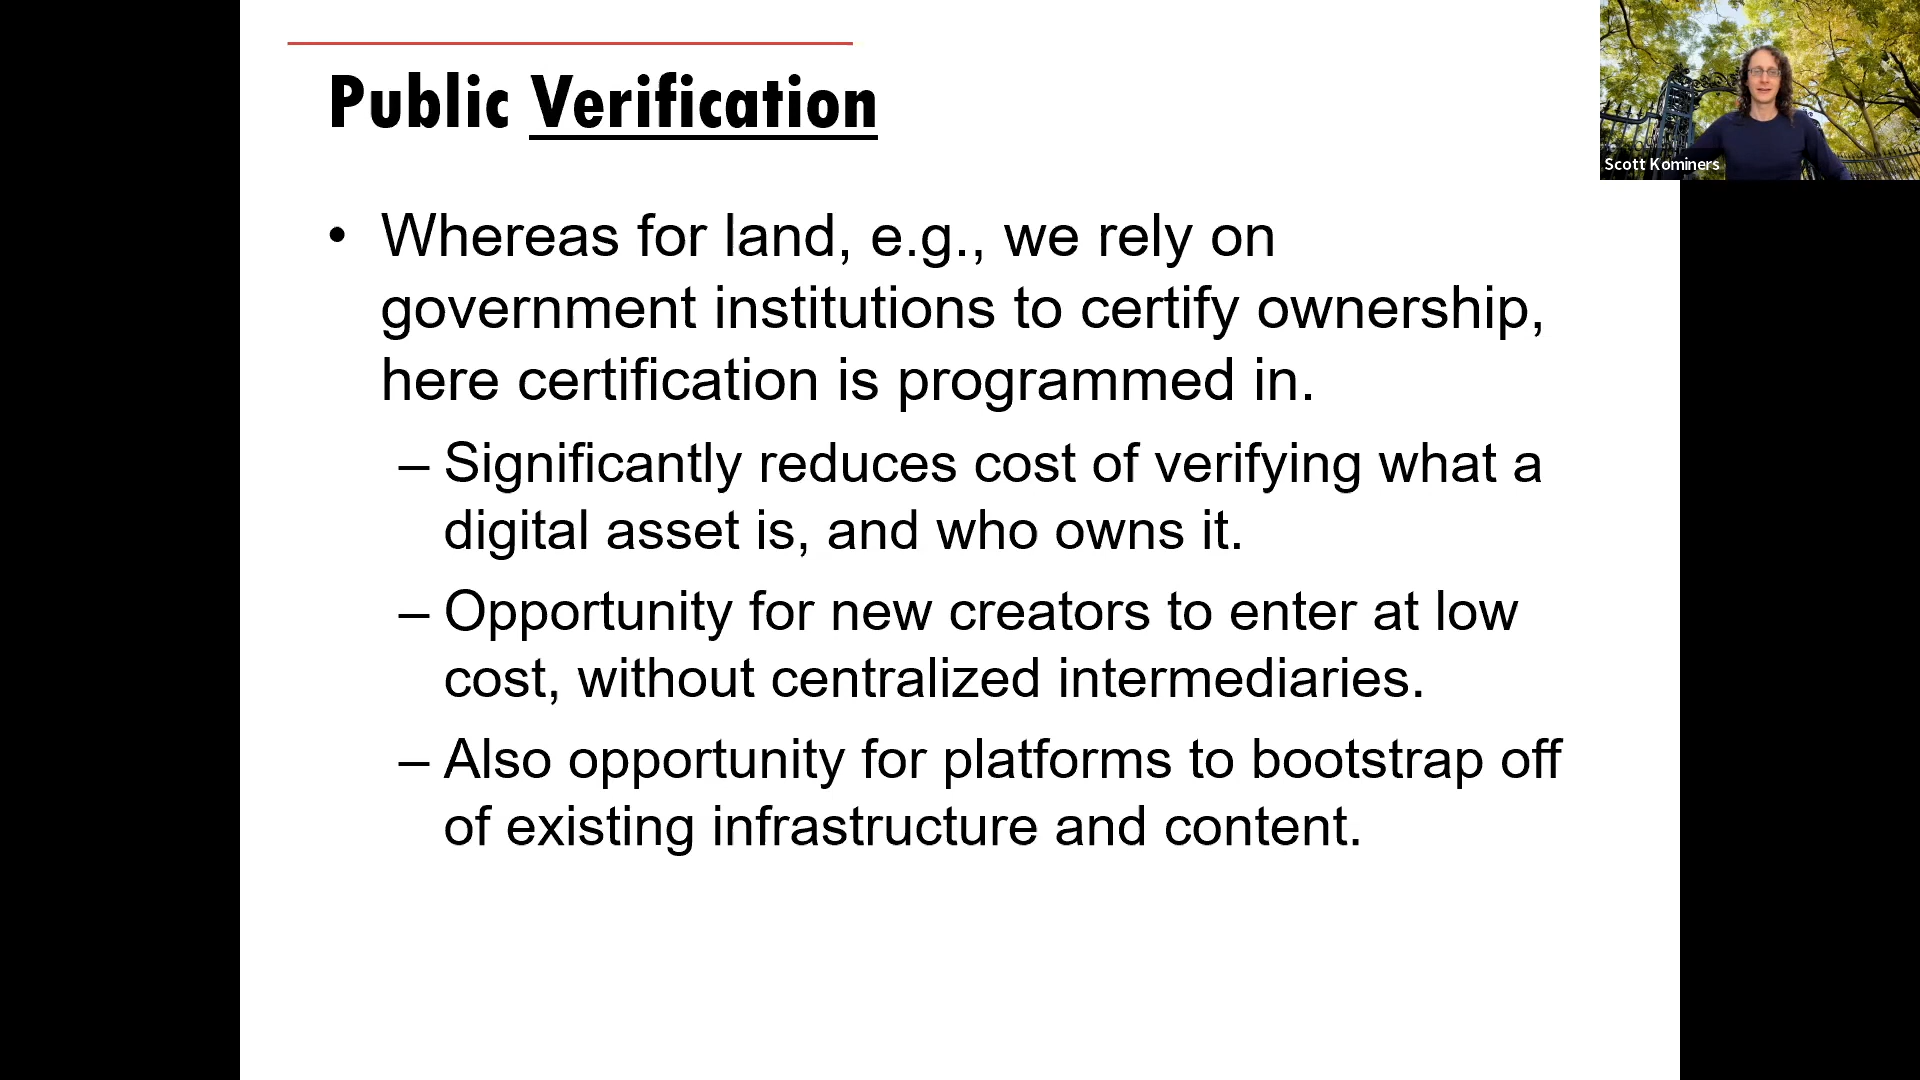 Public Verification
Scott Kominers
• Whereas for land, e.g., we rely on
government institutions to certify ownership,
here certification is programmed in.
– Significantly reduces cost of verifying what a
digital asset is, and who owns it.
– Opportunity for new creators to enter at low
cost, without centralized intermediaries.
– Also opportunity for platforms to bootstrap off
of existing infrastructure and content.